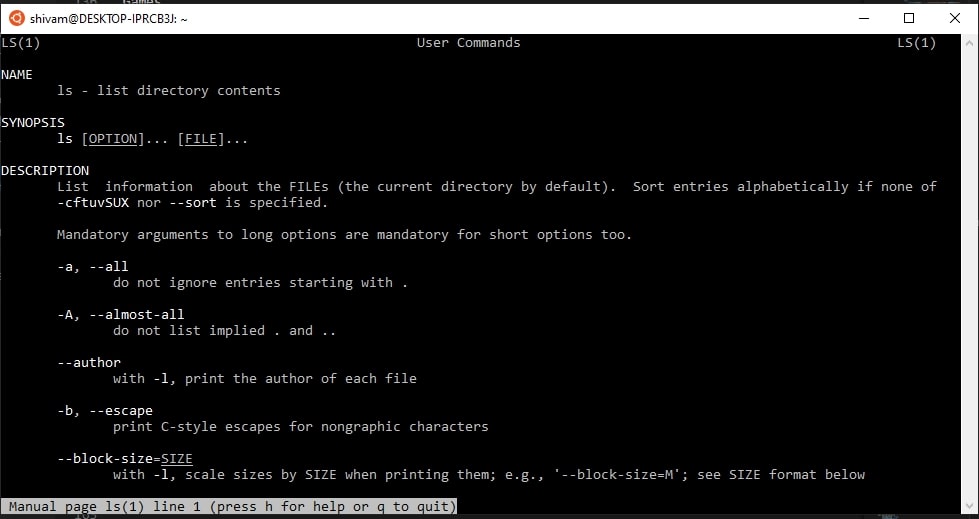 shivam@DESKTOP-IPRCB3J: ~
LS(1) User Commands LS(1)
NAME
ls - list directory contents
SYNOPSIS
ls [OPTION]... [FILE]...
DESCRIPTION
List information about the FILEs (the current directory by default). Sort entries alphabetically if none of
-cftuvSUX nor --sort is specified.
Mandatory arguments to long options are mandatory for short options too.
-a, --all
do not ignore entries starting with .
-A, --almost-all
do not list implied . and ..
--author
with -l, print the author of each file
-b, --escape
print C-style escapes for nongraphic characters
--block-size=SIZE
with -l, scale sizes by SIZE when printing them; e.g., '--block-size=M'; see SIZE format below
Manual page ls(1) line 1 (press h for help or q to quit)